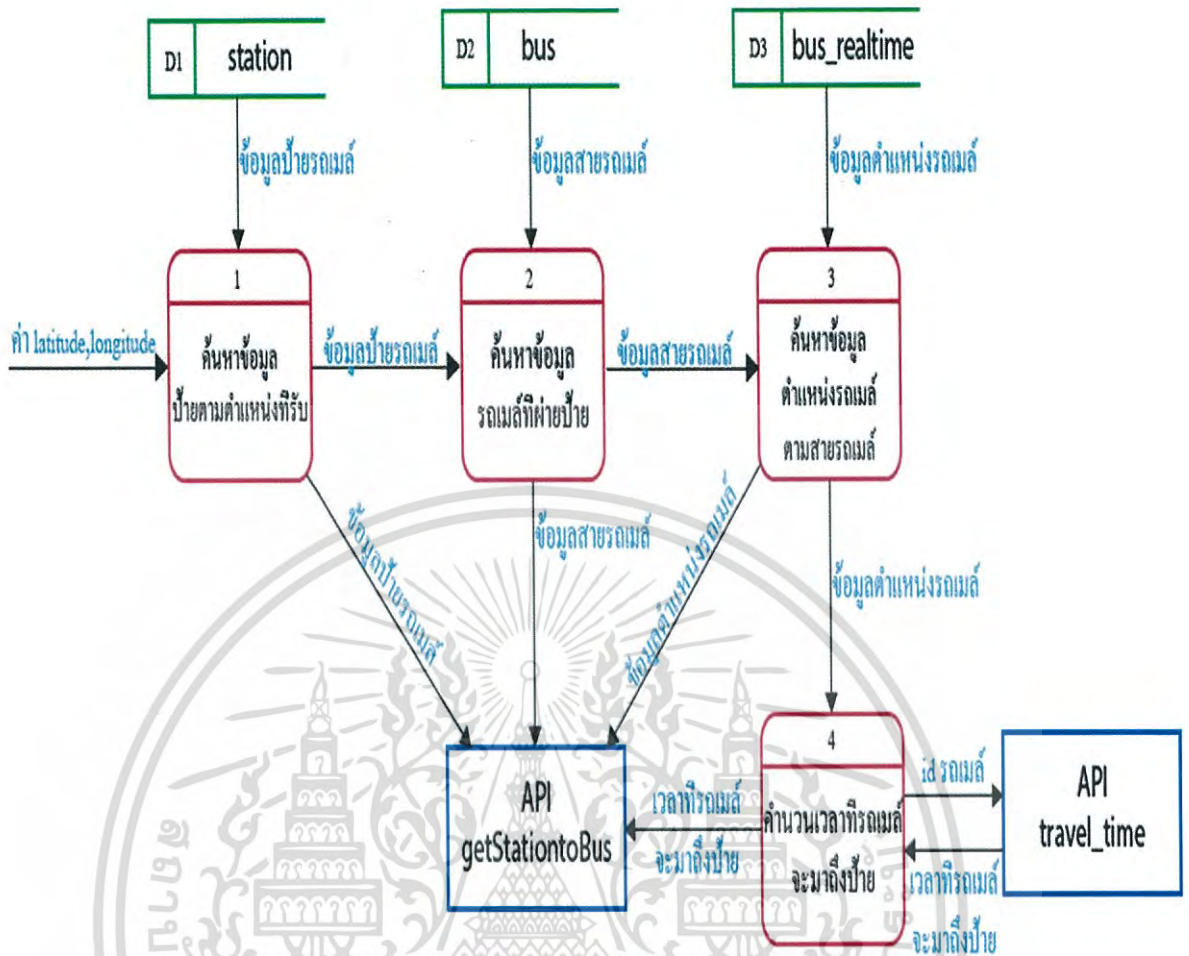 D1 station
D2 bus
D3 bus_realtime
ข้อมูลป้ายรถเมล์
ข้อมูลสายรถเมล์
ข้อมูลตำแหน่งรถเมล์
1
2
3
ค่า latitude,longitude
ค้นหาข้อมูล
ป้ายตามตำแหน่งที่รับ
ข้อมูลป้ายรถเมล์
ค้นหาข้อมูล
รถเมล์ที่ผ่ายป้าย
ข้อมูลสายรถเมล์
ค้นหาข้อมูล
ตำแหน่งรถเมล์
ตามสายรถเมล์
ข้อมูลป้ายรถเมล์
ข้อมูลสายรถเมล์
ข้อมูลตำแหน่งรถเมล์
ข้อมูลตำแหน่งรถเมล์
API
getStationtoBus
เวลาที่รถเมล์
จะมาถึงป้าย
4
คำนวนเวลาที่รถเมล์
จะมาถึงป้าย
id รถเมล์
เวลาที่รถเมล์
จะมาถึงป้าย
API
travel_time